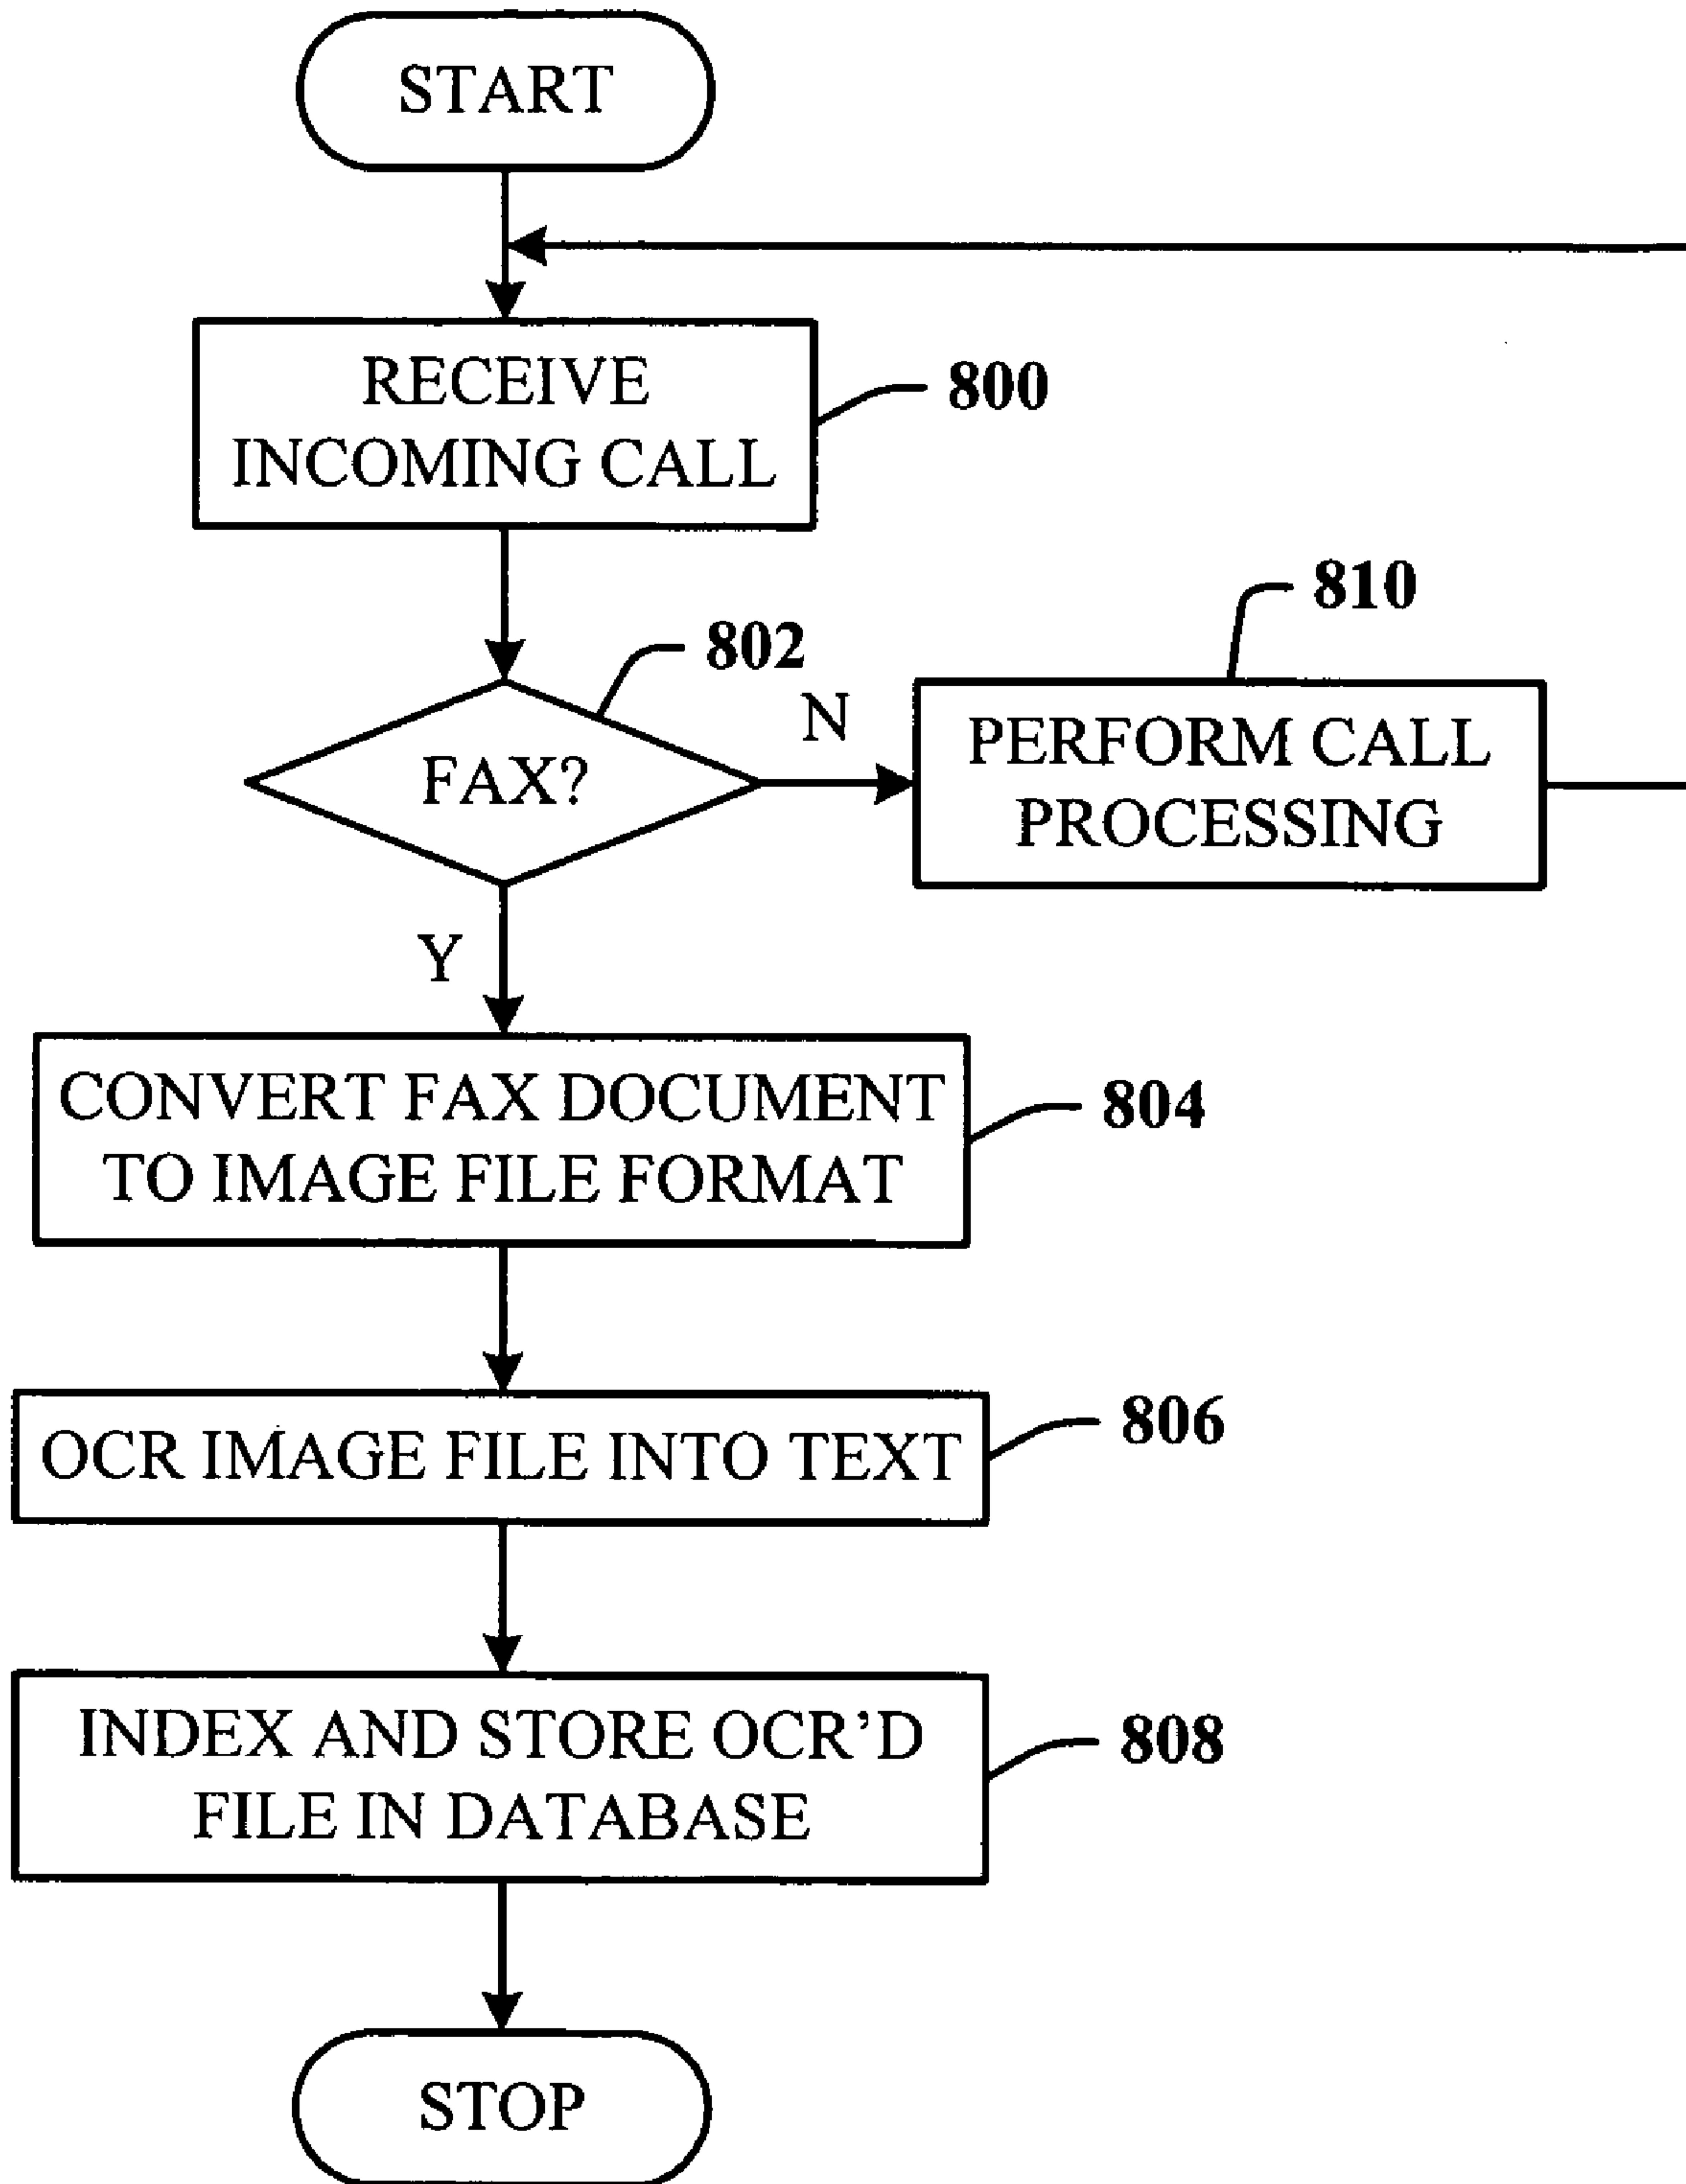 START
RECEIVE
INCOMING CALL
800
802
FAX?
N
810
PERFORM CALL
PROCESSING
Y
CONVERT FAX DOCUMENT
TO IMAGE FILE FORMAT
804
OCR IMAGE FILE INTO TEXT
806
INDEX AND STORE OCR’D
FILE IN DATABASE
808
STOP